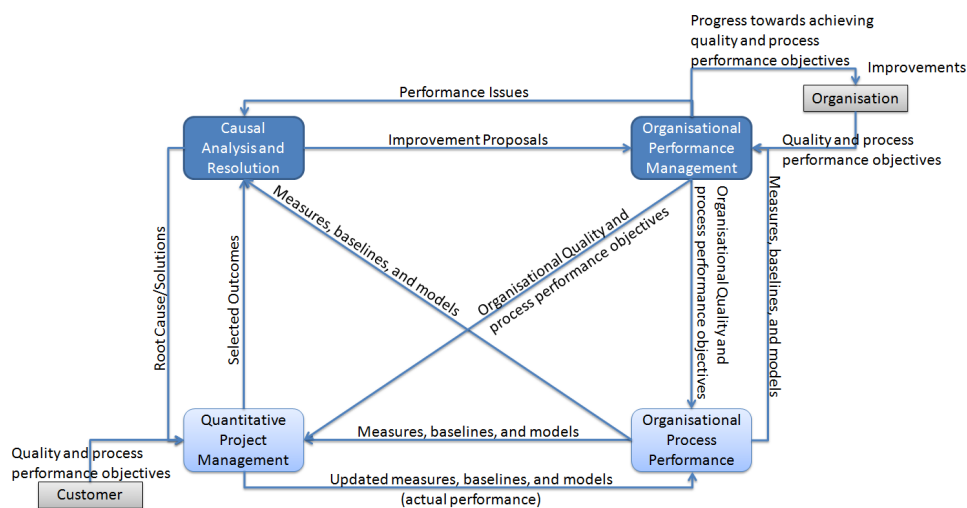 Progress towards achieving
quality and process
performance objectives
Improvements
Organisation
Performance Issues
Causal
Analysis and
Resolution
Improvement Proposals
Organisational
Performance
Management
Quality and process
performance objectives
Measures, baselines, and models
Organisational Quality and
process performance objectives
Organisational Quality and
process performance objectives
Measures, baselines, and models
Root Cause/Solutions
Selected Outcomes
Quantitative
Project
Management
Measures, baselines, and models
Organisational
Process
Performance
Quality and process
performance objectives
Customer
Updated measures, baselines, and models
(actual performance)